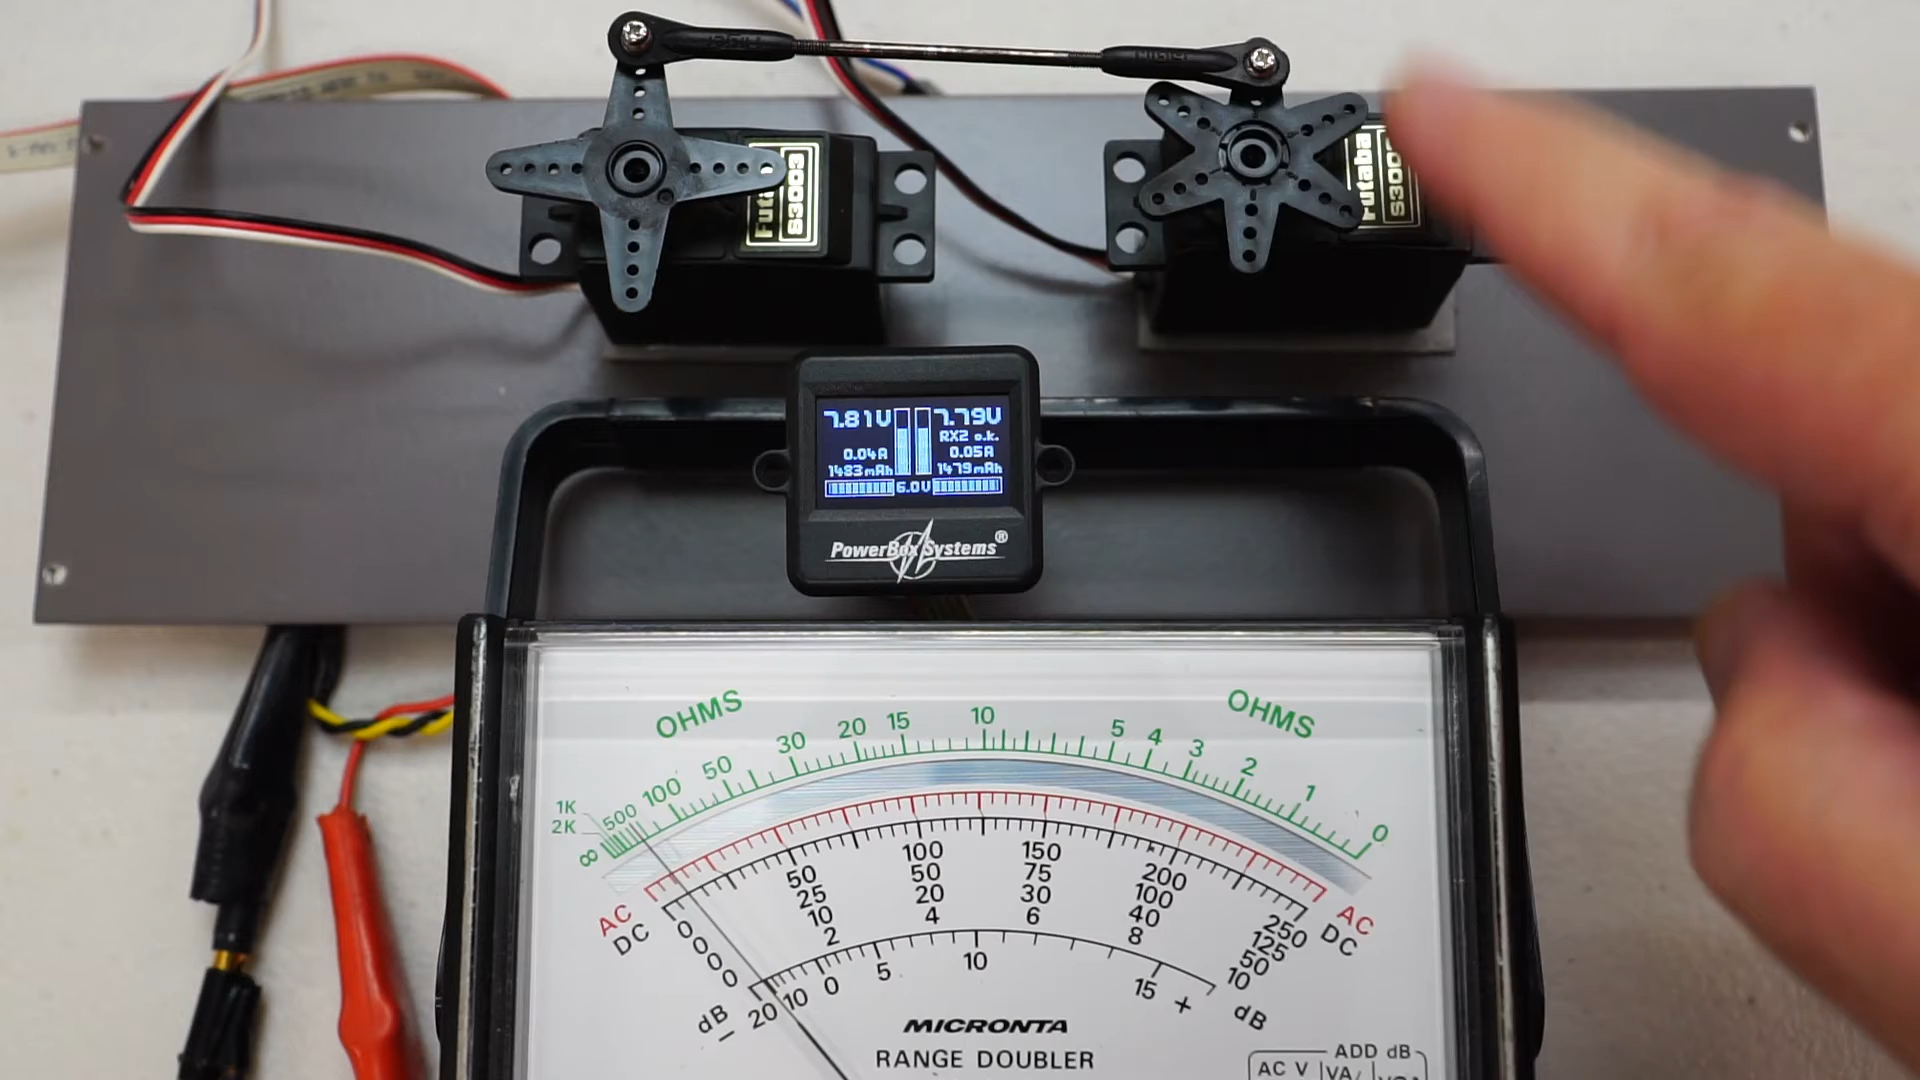 Futaba
S3003
Futaba
7.81V
7.79V
RX2 o.k.
0.04A
0.05A
1483mAh
1479mAh
6.0V
PowerBox Systems®
OHMS
OHMS
1K
2K
∞
500
100
50
30
20
15
10
5
4
3
2
1
0
AC
AC
DC
DC
0
50
100
150
200
250
0
25
50
75
100
125
0
10
20
30
40
50
0
2
4
6
8
10
dB
dB
−
20
10
0
5
10
15
+
MICRONTA
RANGE DOUBLER
ADD dB
AC V